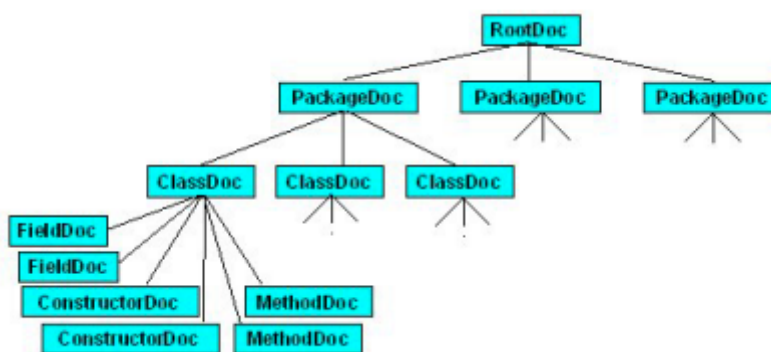 RootDoc
PackageDoc PackageDoc PackageDoc
ClassDoc ClassDoc ClassDoc
FieldDoc
FieldDoc
ConstructorDoc MethodDoc
ConstructorDoc MethodDoc